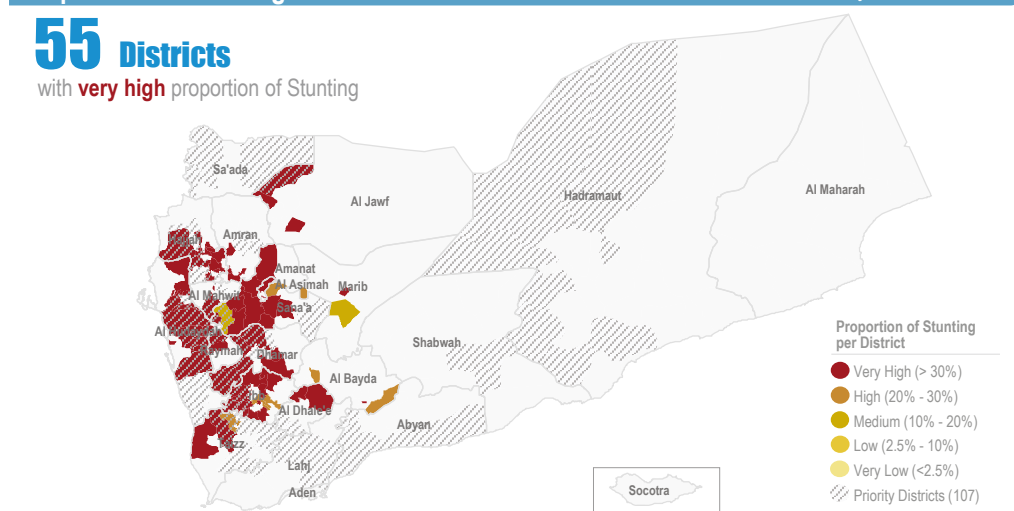 55 Districts
with very high proportion of Stunting
Sa'ada
Al Jawf
Hadramaut
Al Maharah
Amran
Hajjah
Amanat
Al Asimah
Marib
Al Mahwit
Sana'a
Al Hudaydah
Raymah
Dhamar
Shabwah
Al Bayda
Ibb
Al Dhale'e
Abyan
Taizz
Lahj
Aden
Socotra
Proportion of Stunting
per District
Very High (> 30%)
High (20% - 30%)
Medium (10% - 20%)
Low (2.5% - 10%)
Very Low (<2.5%)
Priority Districts (107)